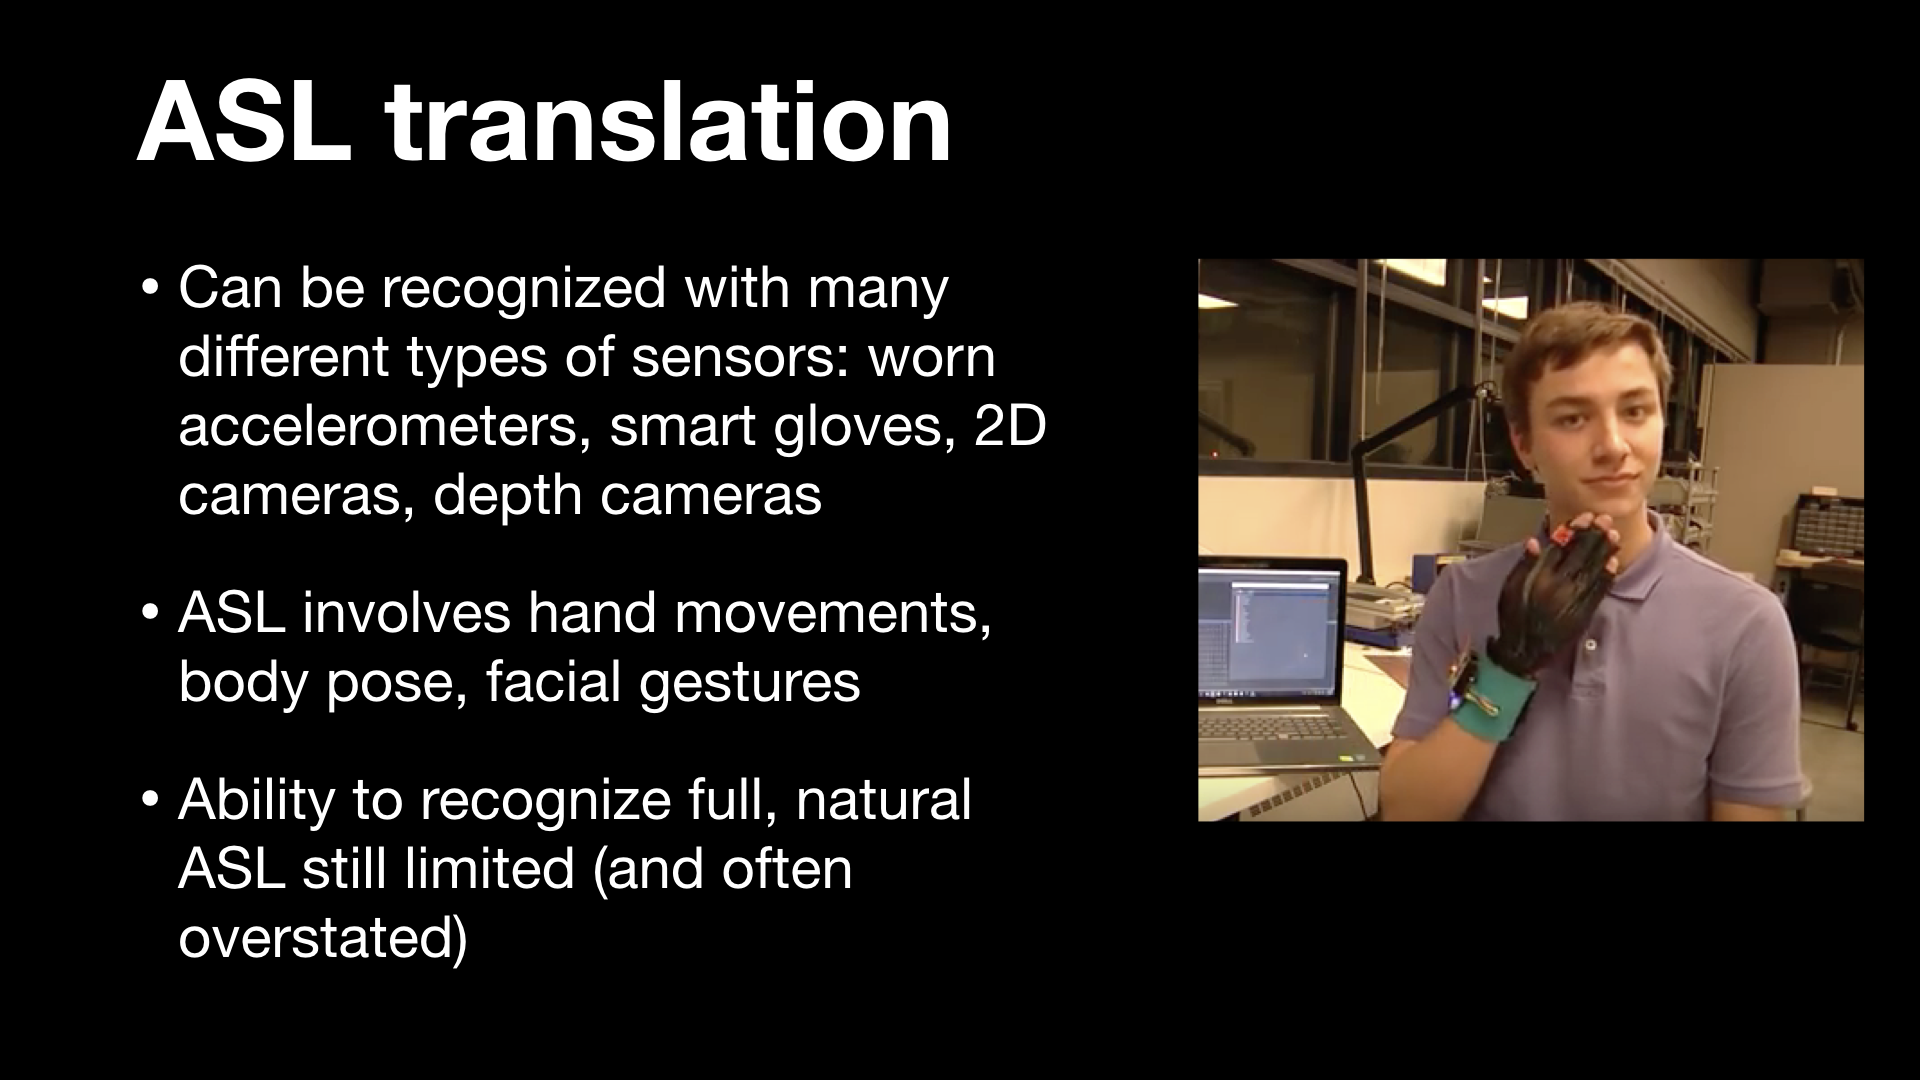 ASL translation
• Can be recognized with many
different types of sensors: worn
accelerometers, smart gloves, 2D
cameras, depth cameras
• ASL involves hand movements,
body pose, facial gestures
• Ability to recognize full, natural
ASL still limited (and often
overstated)